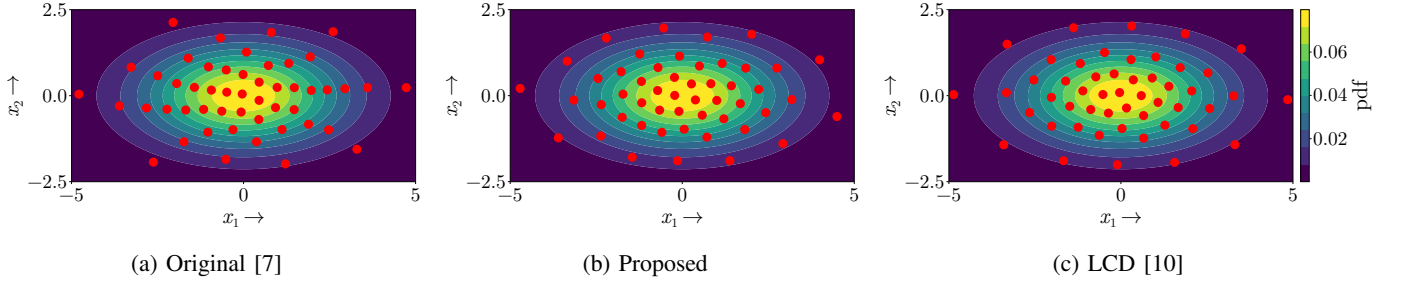 2.5
0.0
−2.5
x₂ →
−5 0 5
x₁ →
(a) Original [7]
2.5
0.0
−2.5
x₂ →
−5 0 5
x₁ →
(b) Proposed
2.5
0.0
−2.5
x₂ →
−5 0 5
x₁ →
(c) LCD [10]
0.06
0.04
0.02
pdf